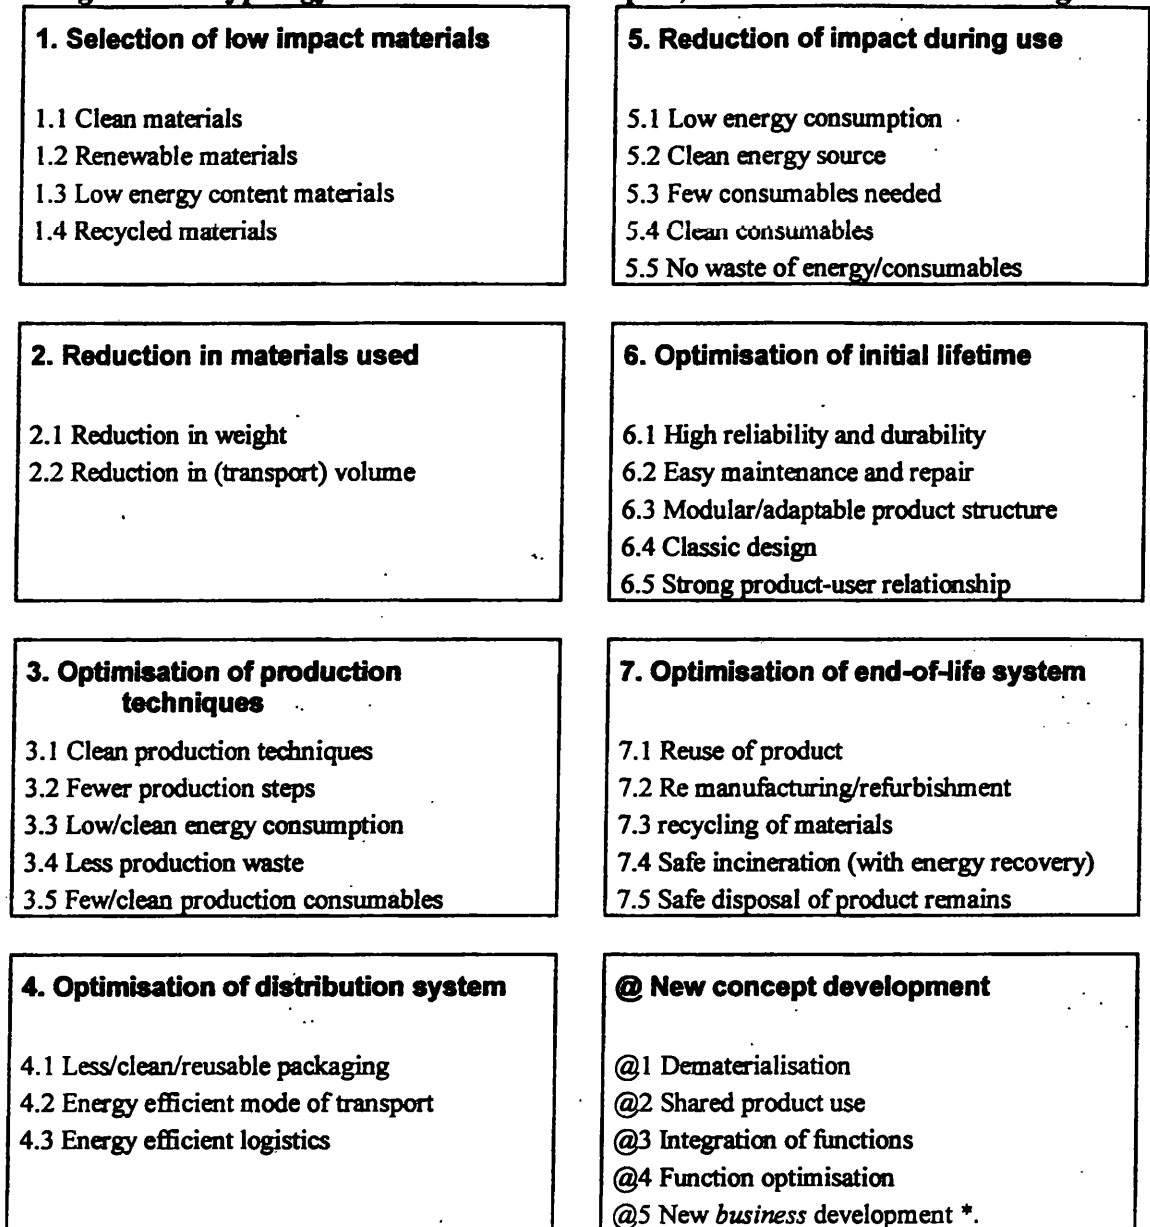 1. Selection of low impact materials
1.1 Clean materials
1.2 Renewable materials
1.3 Low energy content materials
1.4 Recycled materials
2. Reduction in materials used
2.1 Reduction in weight
2.2 Reduction in (transport) volume
3. Optimisation of production
techniques
3.1 Clean production techniques
3.2 Fewer production steps
3.3 Low/clean energy consumption
3.4 Less production waste
3.5 Few/clean production consumables
4. Optimisation of distribution system
4.1 Less/clean/reusable packaging
4.2 Energy efficient mode of transport
4.3 Energy efficient logistics
5. Reduction of impact during use
5.1 Low energy consumption
5.2 Clean energy source
5.3 Few consumables needed
5.4 Clean consumables
5.5 No waste of energy/consumables
6. Optimisation of initial lifetime
6.1 High reliability and durability
6.2 Easy maintenance and repair
6.3 Modular/adaptable product structure
6.4 Classic design
6.5 Strong product-user relationship
7. Optimisation of end-of-life system
7.1 Reuse of product
7.2 Re manufacturing/refurbishment
7.3 recycling of materials
7.4 Safe incineration (with energy recovery)
7.5 Safe disposal of product remains
@ New concept development
@1 Dematerialisation
@2 Shared product use
@3 Integration of functions
@4 Function optimisation
@5 New business development *.